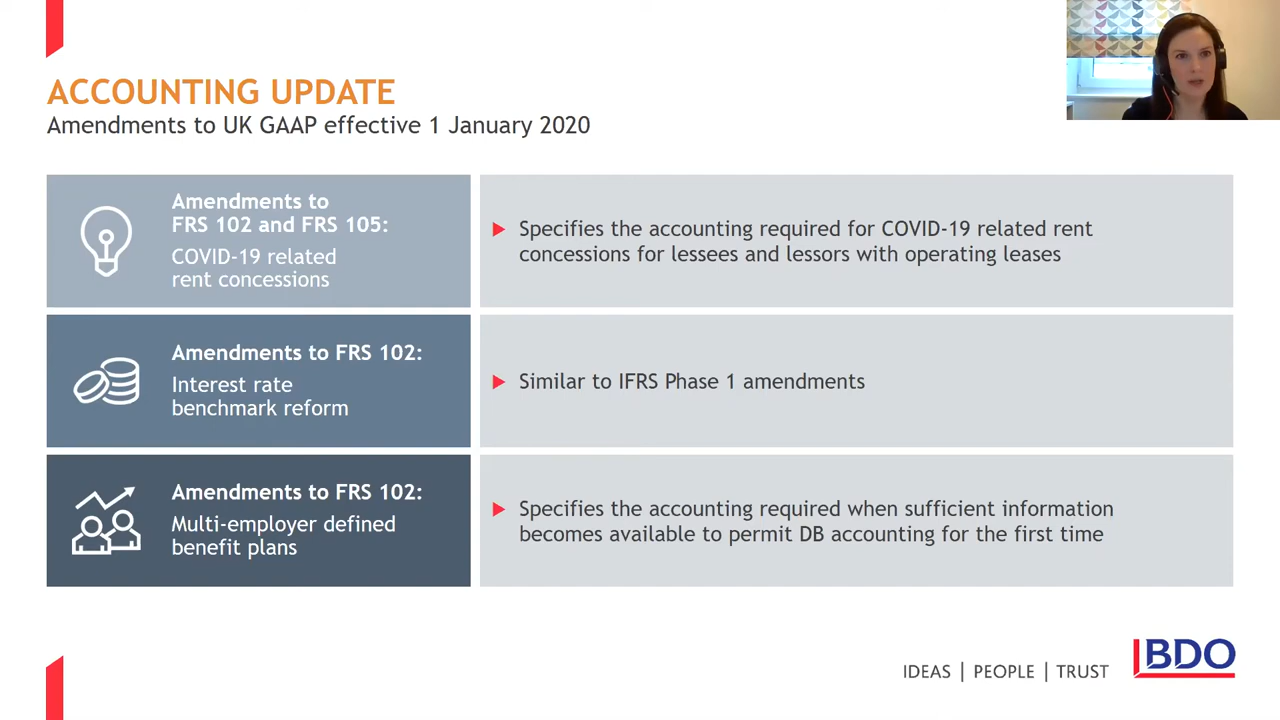 ACCOUNTING UPDATE
Amendments to UK GAAP effective 1 January 2020
Amendments to
FRS 102 and FRS 105:
COVID-19 related
rent concessions
Specifies the accounting required for COVID-19 related rent
concessions for lessees and lessors with operating leases
Amendments to FRS 102:
Interest rate
benchmark reform
Similar to IFRS Phase 1 amendments
Amendments to FRS 102:
Multi-employer defined
benefit plans
Specifies the accounting required when sufficient information
becomes available to permit DB accounting for the first time
IDEAS | PEOPLE | TRUST
BDO